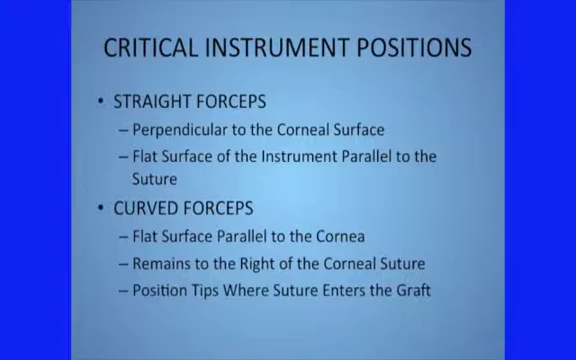 CRITICAL INSTRUMENT POSITIONS
• STRAIGHT FORCEPS
– Perpendicular to the Corneal Surface
– Flat Surface of the Instrument Parallel to the
Suture
• CURVED FORCEPS
– Flat Surface Parallel to the Cornea
– Remains to the Right of the Corneal Suture
– Position Tips Where Suture Enters the Graft